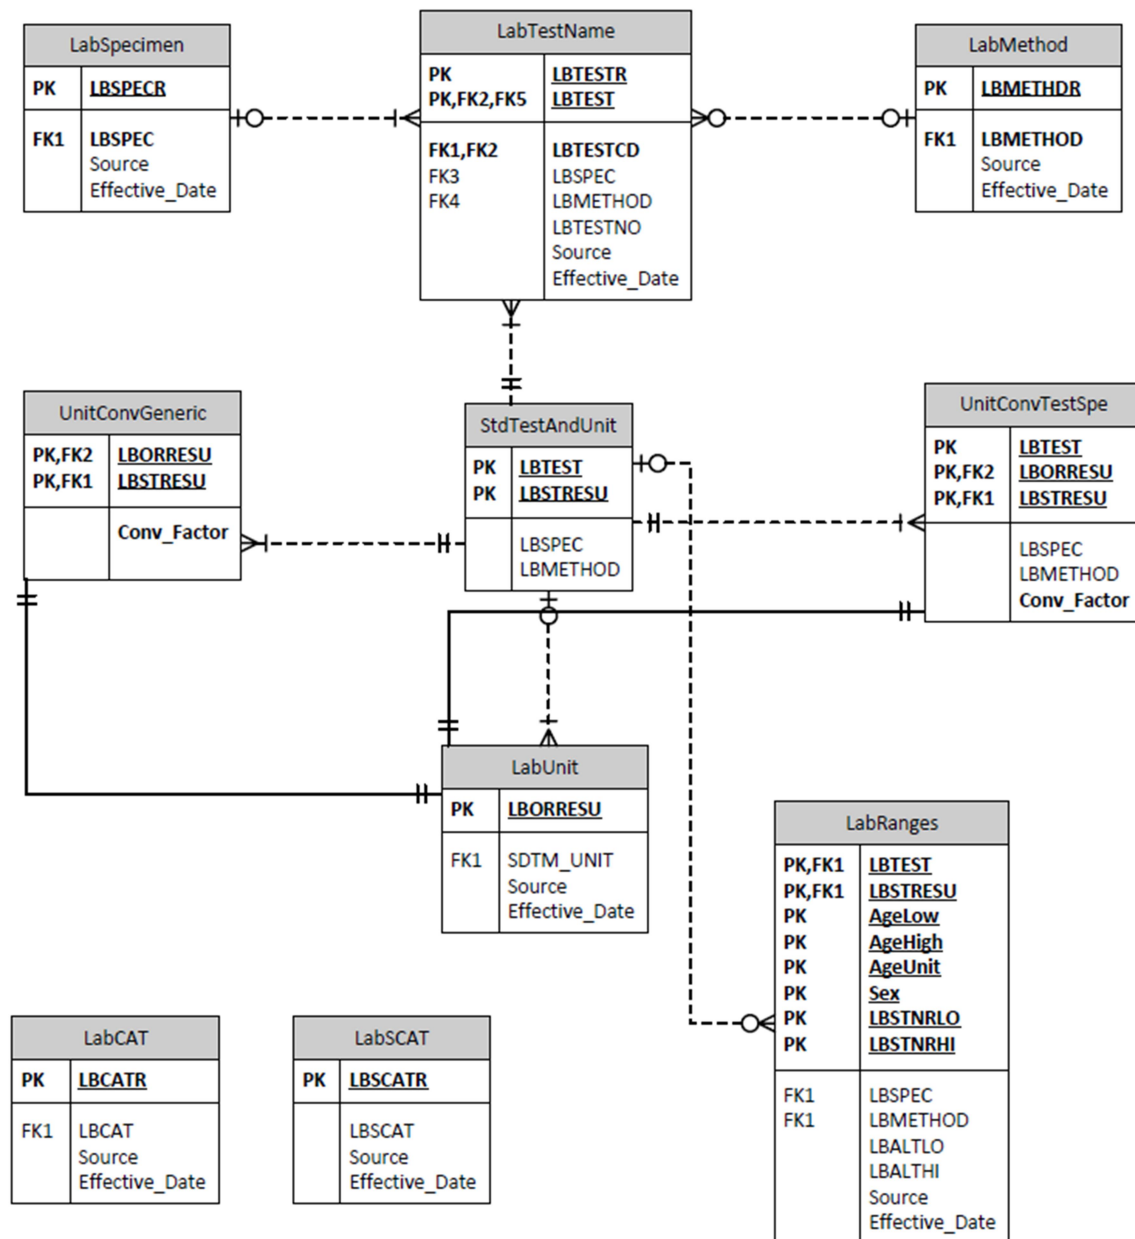 LabSpecimen
PK LBSPECR
FK1 LBSPEC
Source
Effective_Date
LabTestName
PK LBTESTR
PK,FK2,FK5 LBTEST
FK1,FK2 LBTESTCD
FK3 LBSPEC
FK4 LBMETHOD
LBTESTNO
Source
Effective_Date
LabMethod
PK LBMETHDR
FK1 LBMETHOD
Source
Effective_Date
UnitConvGeneric
PK,FK2 LBORRESU
PK,FK1 LBSTRESU
Conv_Factor
StdTestAndUnit
PK LBTEST
PK LBSTRESU
LBSPEC
LBMETHOD
UnitConvTestSpe
PK LBTEST
PK,FK2 LBORRESU
PK,FK1 LBSTRESU
LBSPEC
LBMETHOD
Conv_Factor
LabUnit
PK LBORRESU
FK1 SDTM_UNIT
Source
Effective_Date
LabRanges
PK,FK1 LBTEST
PK,FK1 LBSTRESU
PK AgeLow
PK AgeHigh
PK AgeUnit
PK Sex
PK LBSTNRLO
PK LBSTNRHI
FK1 LBSPEC
FK1 LBMETHOD
LBALTLO
LBALTHI
Source
Effective_Date
LabCAT
PK LBCATR
FK1 LBCAT
Source
Effective_Date
LabSCAT
PK LBSCATR
LBSCAT
Source
Effective_Date